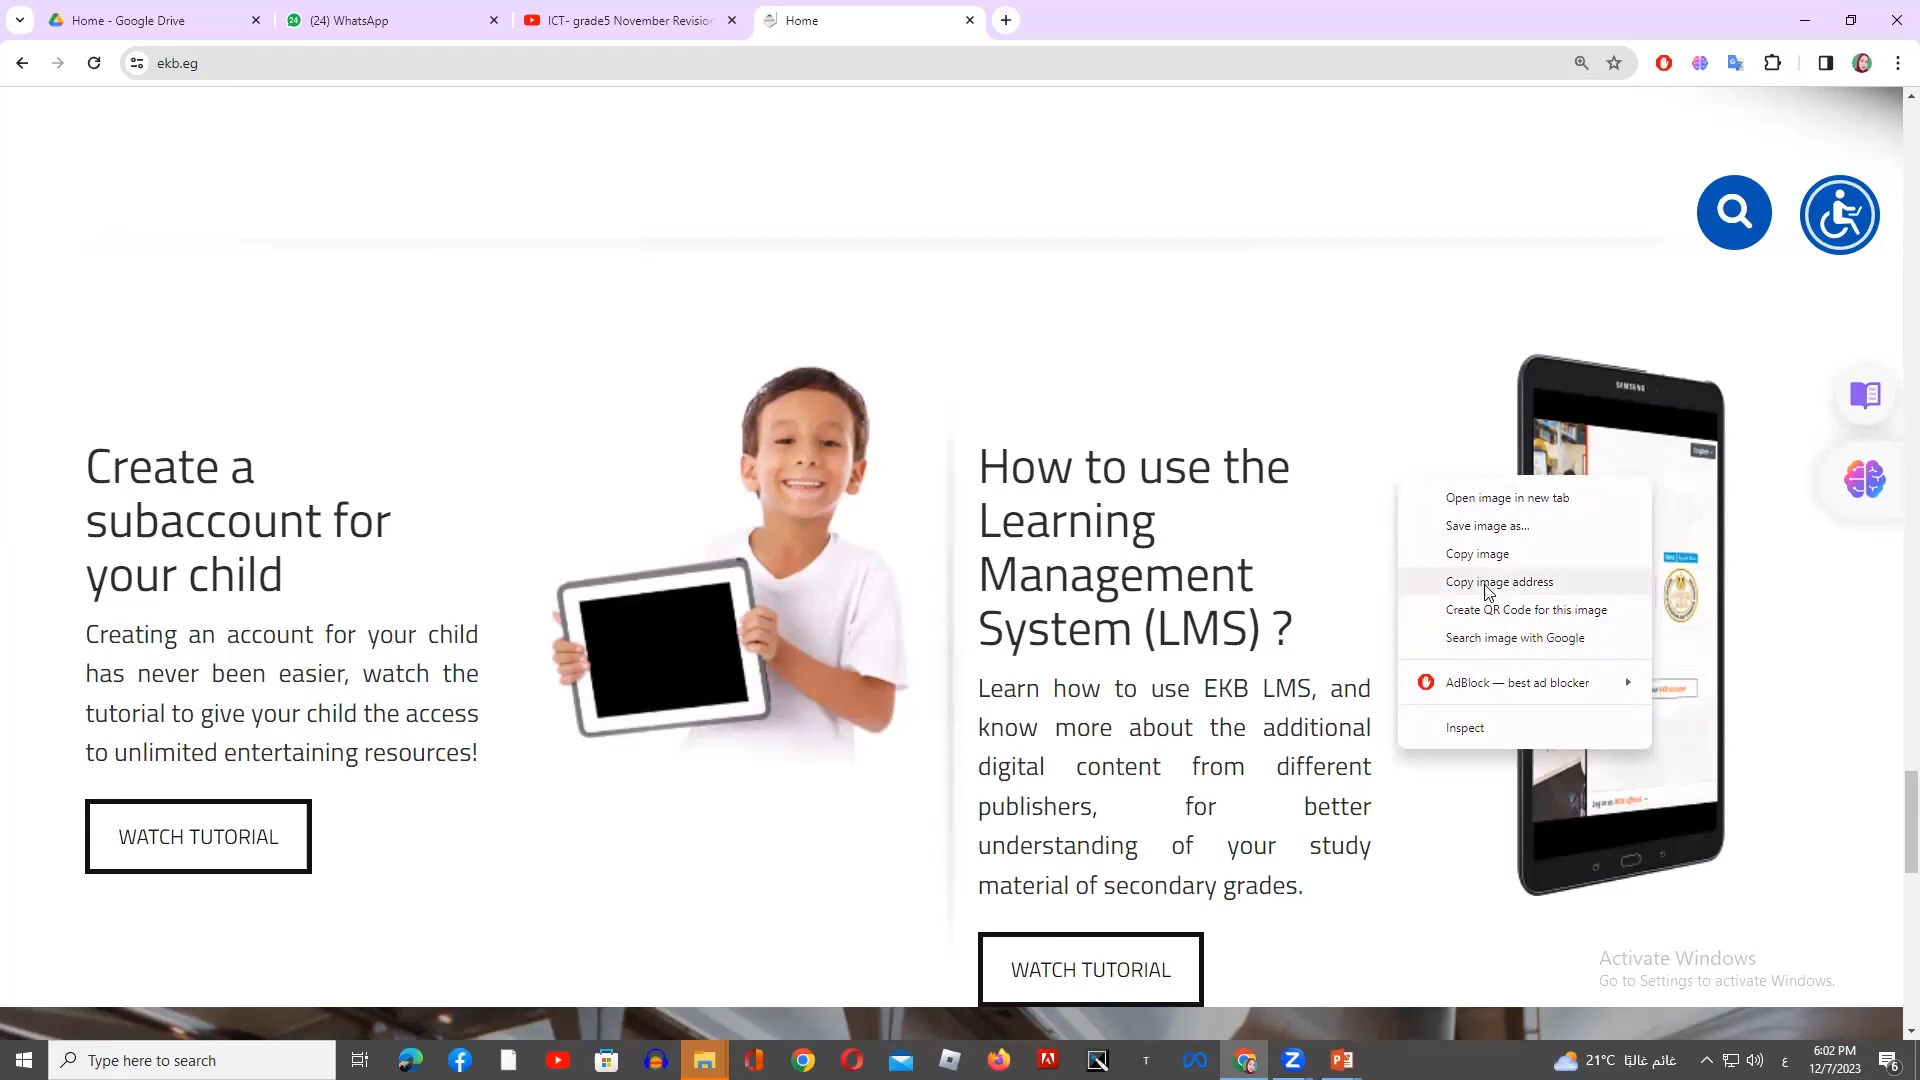 Home - Google Drive
(24) WhatsApp
ICT- grade5 November Revision
Home
ekb.eg
Create a
subaccount for
your child
Creating an account for your child
has never been easier, watch the
tutorial to give your child the access
to unlimited entertaining resources!
WATCH TUTORIAL
How to use the
Learning
Management
System (LMS) ?
Learn how to use EKB LMS, and
know more about the additional
digital content from different
publishers, for better
understanding of your study
material of secondary grades.
WATCH TUTORIAL
SAMSUNG
English
Open image in new tab
Save image as...
Copy image
Copy image address
Create QR Code for this image
Search image with Google
AdBlock — best ad blocker
Inspect
Activate Windows
Go to Settings to activate Windows.
Type here to search
21°C غائم غالبًا
ع
6:02 PM
12/7/2023
6